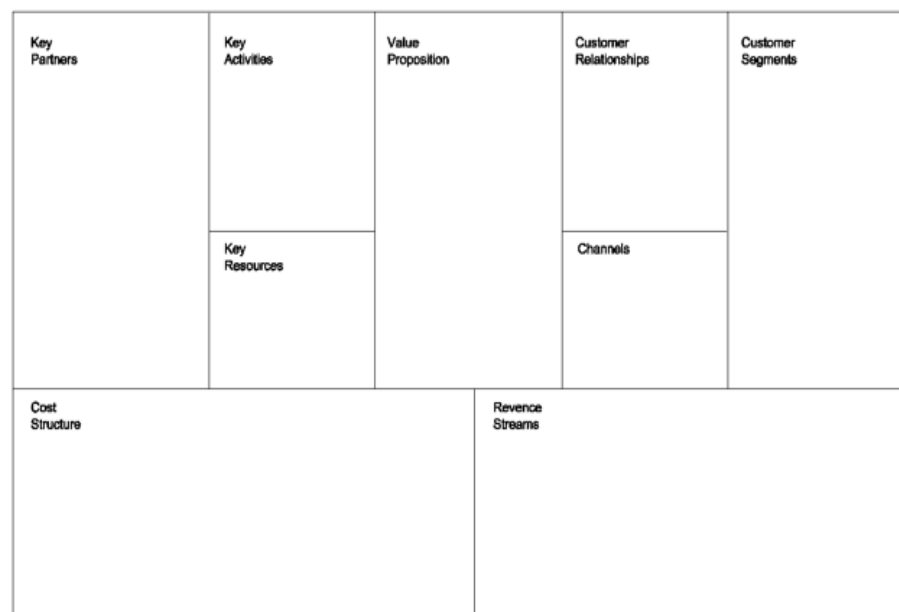 Key
Partners
Key
Activities
Value
Proposition
Customer
Relationships
Customer
Segments
Key
Resources
Channels
Cost
Structure
Revence
Streams